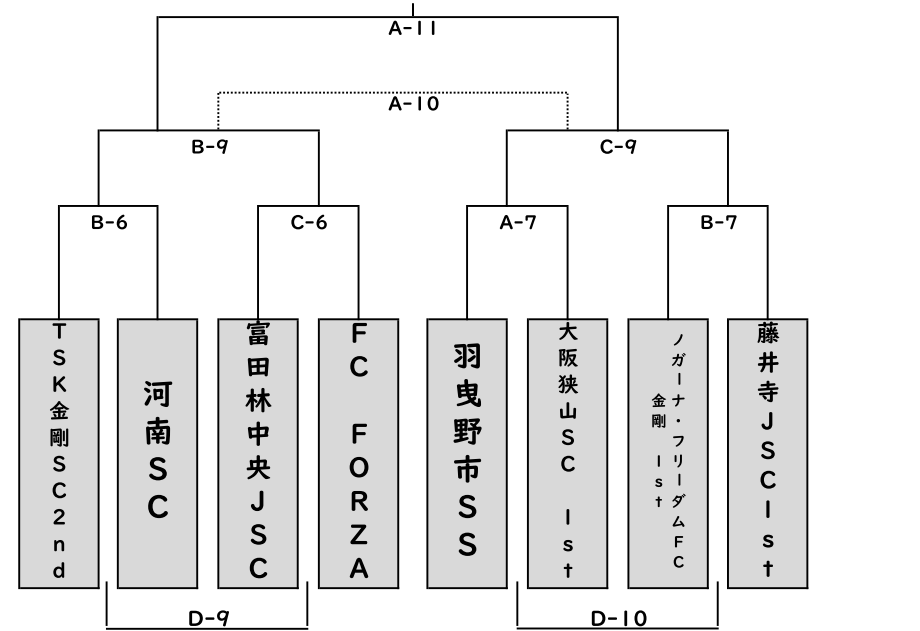 A-11
A-10
B-9
C-9
B-6
C-6
A-7
B-7
TSK金剛SC2nd
河南SC
富田林中央JSC
FC FORZA
羽曳野市SS
大阪狭山SC 1st
ノガーナ・フリーダムFC
金剛 1st
藤井寺JSC1st
D-9
D-10